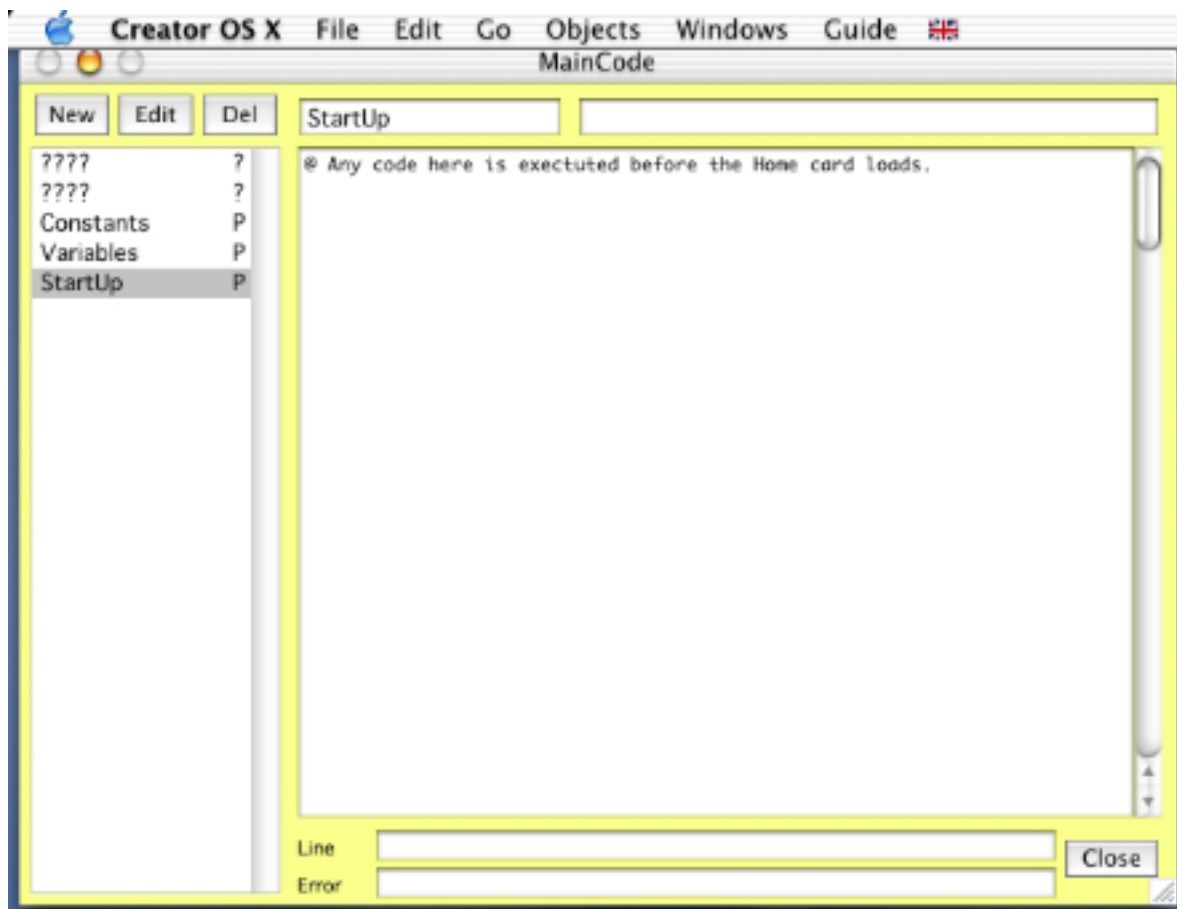 Creator OS X File Edit Go Objects Windows Guide
MainCode
New Edit Del
StartUp
???? ?
???? ?
Constants P
Variables P
StartUp P
@ Any code here is exectuted before the Home card loads.
Line
Error
Close